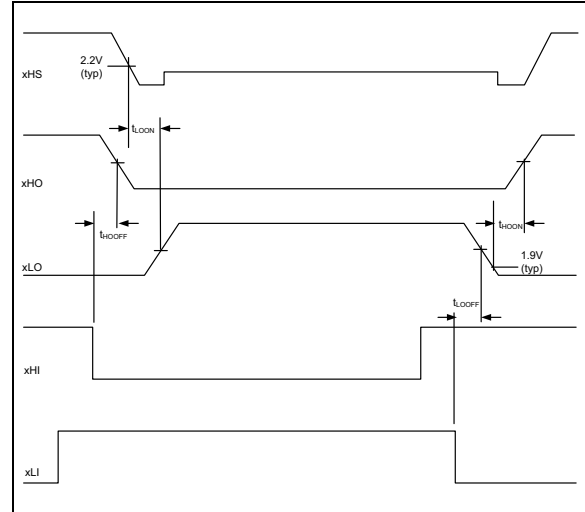 2.2V
(typ)
xHS
tLOON
xHO
tHOOFF
tHOON
xLO
1.9V
(typ)
tLOOFF
xHI
xLI